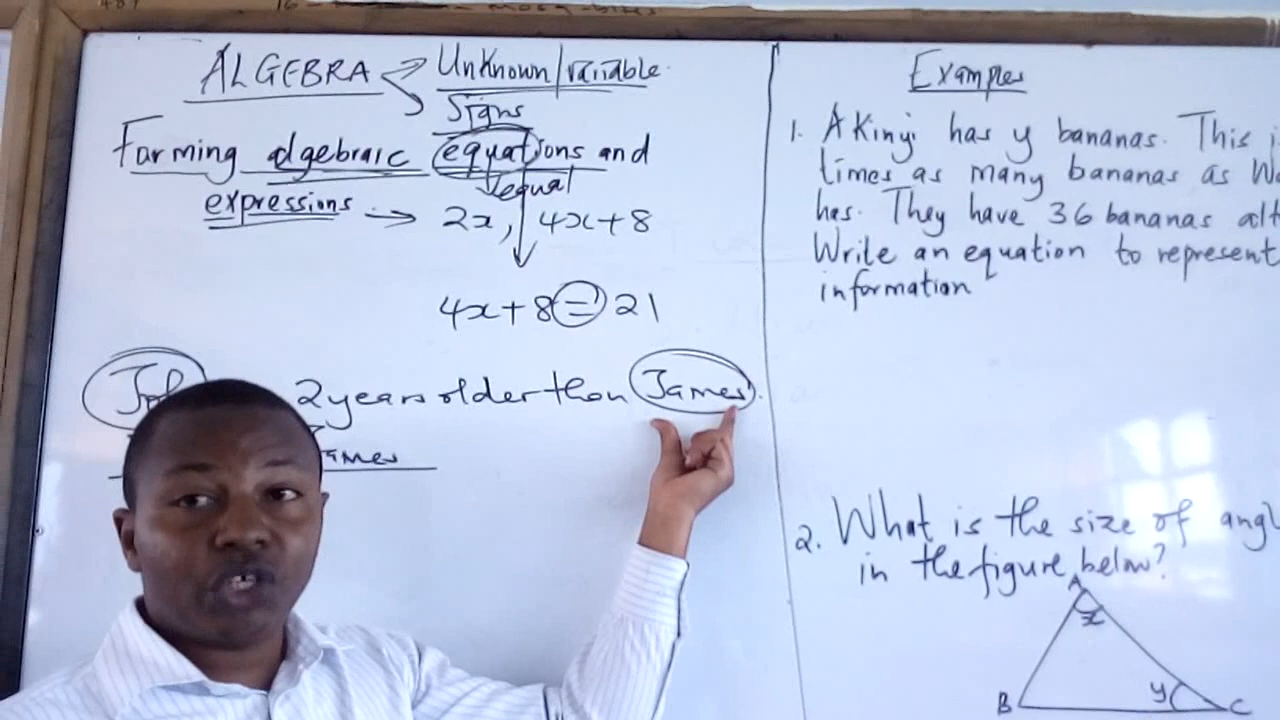 ALGEBRA Unknown/variable
Signs
Forming algebraic equations and
equal
expressions → 2x, 4x+8
4x+8=21
2 years older than James.
Examples
1. AKinyi has y bananas. This i
times as many bananas as Wa
has. They have 36 bananas alt
Write an equation to represent
information
2. What is the size of angl
in the figure below?
A
x
B y C